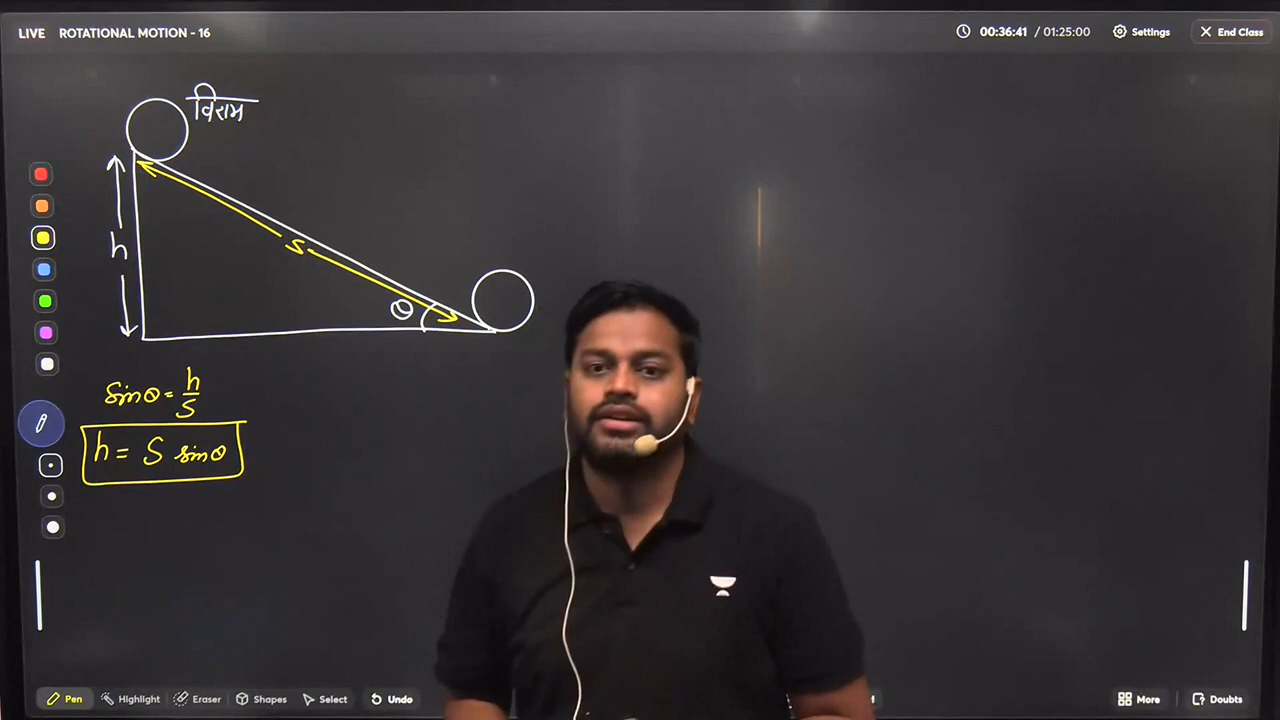 LIVE ROTATIONAL MOTION - 16
00:36:41 / 01:25:00 Settings End Class
विराम
h
S
θ
sinθ = h/S
h = S sinθ
Pen Highlight Eraser Shapes Select Undo More Doubts